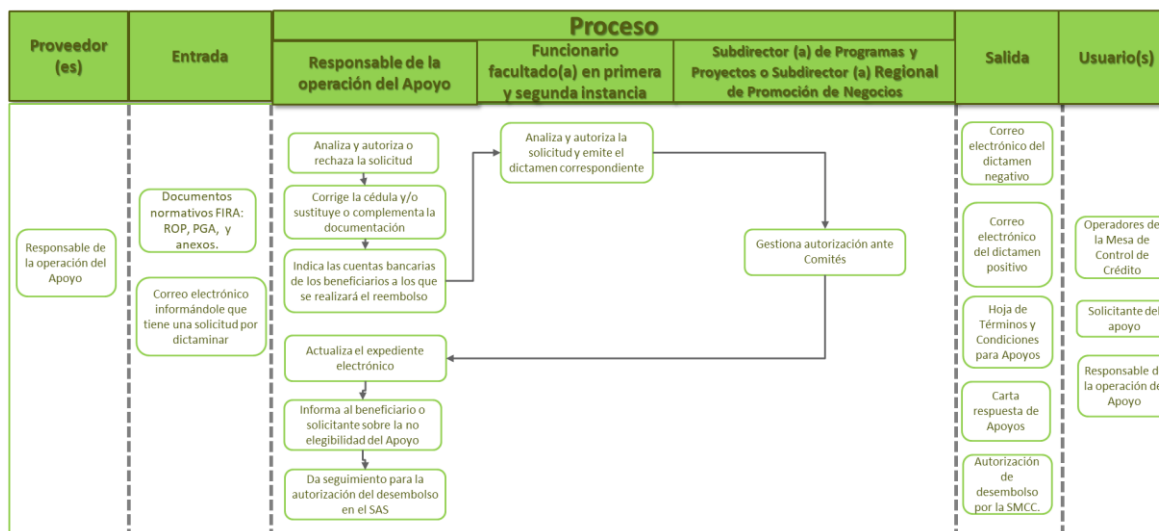 Proveedor
(es)
Entrada
Proceso
Responsable de la
operación del Apoyo
Funcionario
facultado(a) en primera
y segunda instancia
Subdirector (a) de Programas y
Proyectos o Subdirector (a) Regional
de Promoción de Negocios
Salida
Usuario(s)
Responsable de
la operación del
Apoyo
Documentos
normativos FIRA:
ROP, PGA, y
anexos.
Correo electrónico
informándole que
tiene una solicitud por
dictaminar
Analiza y autoriza o
rechaza la solicitud
Corrige la cédula y/o
sustituye o complementa la
documentación
Indica las cuentas bancarias
de los beneficiarios a los que
se realizará el reembolso
Actualiza el expediente
electrónico
Informa al beneficiario o
solicitante sobre la no
elegibilidad del Apoyo
Da seguimiento para la
autorización del desembolso
en el SAS
Analiza y autoriza la
solicitud y emite el
dictamen correspondiente
Gestiona autorización ante
Comités
Correo
electrónico del
dictamen
negativo
Correo
electrónico
del dictamen
positivo
Hoja de
Términos y
Condiciones
para Apoyos
Carta
respuesta de
Apoyos
Autorización
de
desembolso
por la SMCC.
Operadores de
la Mesa de
Control de
Crédito
Solicitante del
apoyo
Responsable de
la operación de
Apoyo